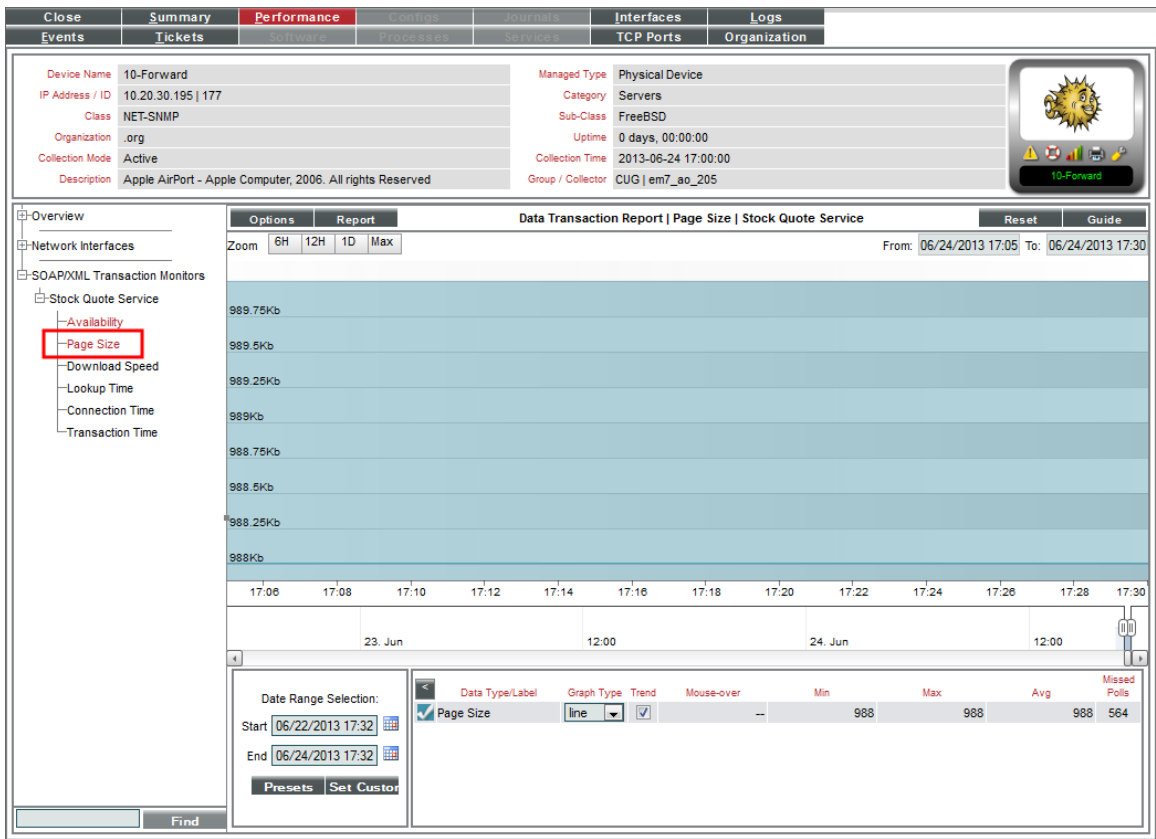 Close Summary Performance Configs Journals Interfaces Logs
Events Tickets Software Processes Services TCP Ports Organization
Device Name 10-Forward Managed Type Physical Device
IP Address / ID 10.20.30.195 | 177 Category Servers
Class NET-SNMP Sub-Class FreeBSD
Organization .org Uptime 0 days, 00:00:00
Collection Mode Active Collection Time 2013-06-24 17:00:00
Description Apple AirPort - Apple Computer, 2006. All rights Reserved Group / Collector CUG | em7_ao_205
10-Forward
Overview
Network Interfaces
SOAP/XML Transaction Monitors
Stock Quote Service
Availability
Page Size
Download Speed
Lookup Time
Connection Time
Transaction Time
Find
Options Report Data Transaction Report | Page Size | Stock Quote Service Reset Guide
Zoom 6H 12H 1D Max From: 06/24/2013 17:05 To: 06/24/2013 17:30
989.75Kb
989.5Kb
989.25Kb
989Kb
988.75Kb
988.5Kb
988.25Kb
988Kb
17:06 17:08 17:10 17:12 17:14 17:16 17:18 17:20 17:22 17:24 17:26 17:28 17:30
23. Jun 12:00 24. Jun 12:00
Date Range Selection:
Start 06/22/2013 17:32
End 06/24/2013 17:32
Presets Set Custor
< Data Type/Label Graph Type Trend Mouse-over Min Max Avg Missed Polls
Page Size line -- 988 988 988 564